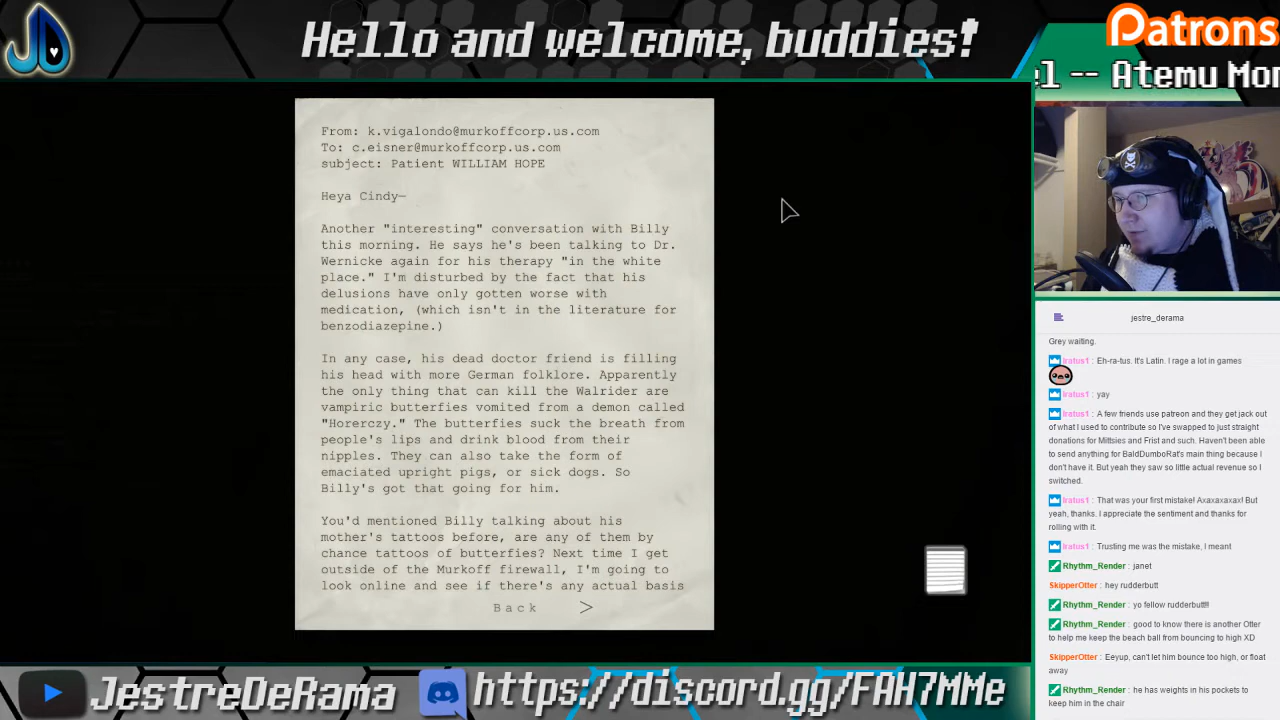 Hello and welcome, buddies!
Patrons
el -- Atemu Mon
From: k.vigalondo@murkoffcorp.us.com
To: c.eisner@murkoffcorp.us.com
subject: Patient WILLIAM HOPE
Heya Cindy—
Another "interesting" conversation with Billy
this morning. He says he's been talking to Dr.
Wernicke again for his therapy "in the white
place." I'm disturbed by the fact that his
delusions have only gotten worse with
medication, (which isn't in the literature for
benzodiazepine.)
In any case, his dead doctor friend is filling
his head with more German folklore. Apparently
the only thing that can kill the Walrider are
vampiric butterfies vomited from a demon called
"Horerczy." The butterfies suck the breath from
people's lips and drink blood from their
nipples. They can also take the form of
emaciated upright pigs, or sick dogs. So
Billy's got that going for him.
You'd mentioned Billy talking about his
mother's tattoos before, are any of them by
chance tattoos of butterfies? Next time I get
outside of the Murkoff firewall, I'm going to
look online and see if there's any actual basis
Back >
jestre_derama
Grey waiting.
Iratus1 : Eh-ra-tus. It's Latin. I rage a lot in games
Iratus1 : yay
Iratus1 : A few friends use patreon and they get jack out
of what I used to contribute so I've swapped to just straight
donations for Mittsies and Frist and such. Haven't been able
to send anything for BaldDumboRat's main thing because I
don't have it. But yeah they saw so little actual revenue so I
switched.
Iratus1 : That was your first mistake! Axaxaxaxax! But
yeah, thanks. I appreciate the sentiment and thanks for
rolling with it.
Iratus1 : Trusting me was the mistake, I meant
Rhythm_Render : janet
SkipperOtter : hey rudderbutt
Rhythm_Render : yo fellow rudderbutt!!!
Rhythm_Render : good to know there is another Otter
to help me keep the beach ball from bouncing to high XD
SkipperOtter : Eeyup, can't let him bounce too high, or float
away
Rhythm_Render : he has weights in his pockets to
keep him in the chair
JestreDeRama
https://discord.gg/FAH7MMe